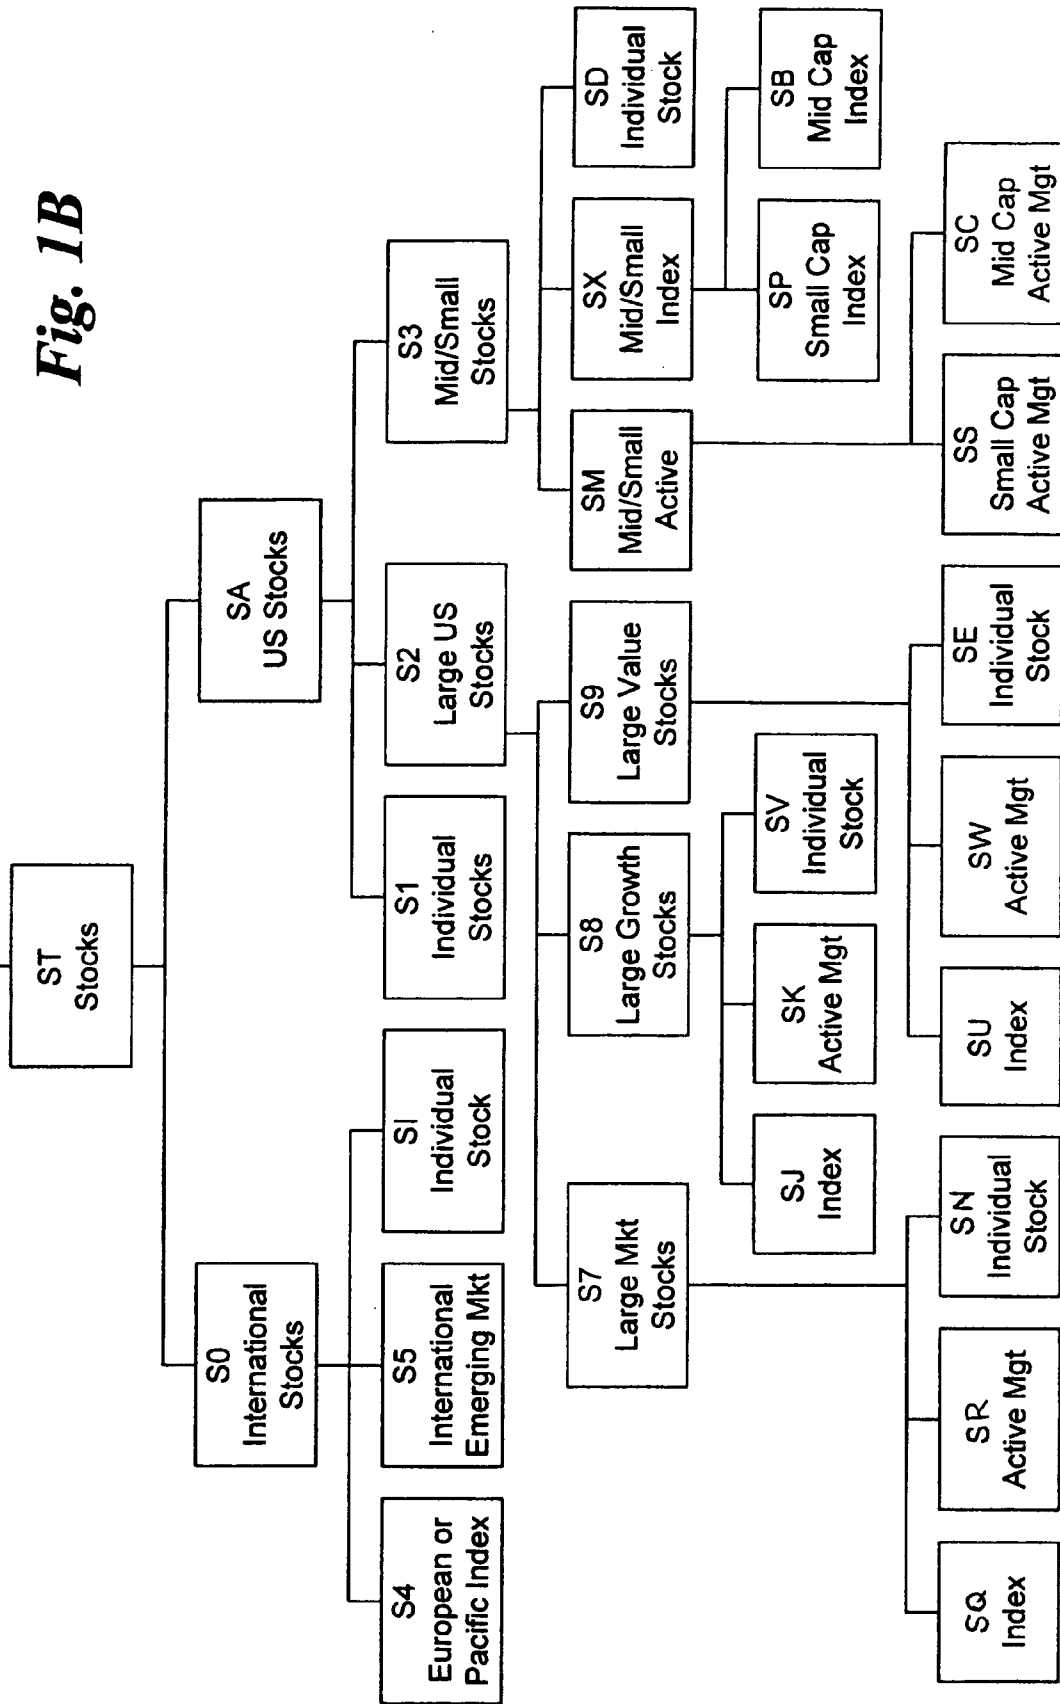 Fig. 1B
ST
Stocks
S0
International
Stocks
SA
US Stocks
S4
European or
Pacific Index
S5
International
Emerging Mkt
SI
Individual
Stock
S1
Individual
Stocks
S2
Large US
Stocks
S3
Mid/Small
Stocks
S7
Large Mkt
Stocks
S8
Large Growth
Stocks
S9
Large Value
Stocks
SM
Mid/Small
Active
SX
Mid/Small
Index
SD
Individual
Stock
SJ
Index
SK
Active Mgt
SV
Individual
Stock
SP
Small Cap
Index
SB
Mid Cap
Index
SQ
Index
SR
Active Mgt
SN
Individual
Stock
SU
Index
SW
Active Mgt
SE
Individual
Stock
SS
Small Cap
Active Mgt
SC
Mid Cap
Active Mgt